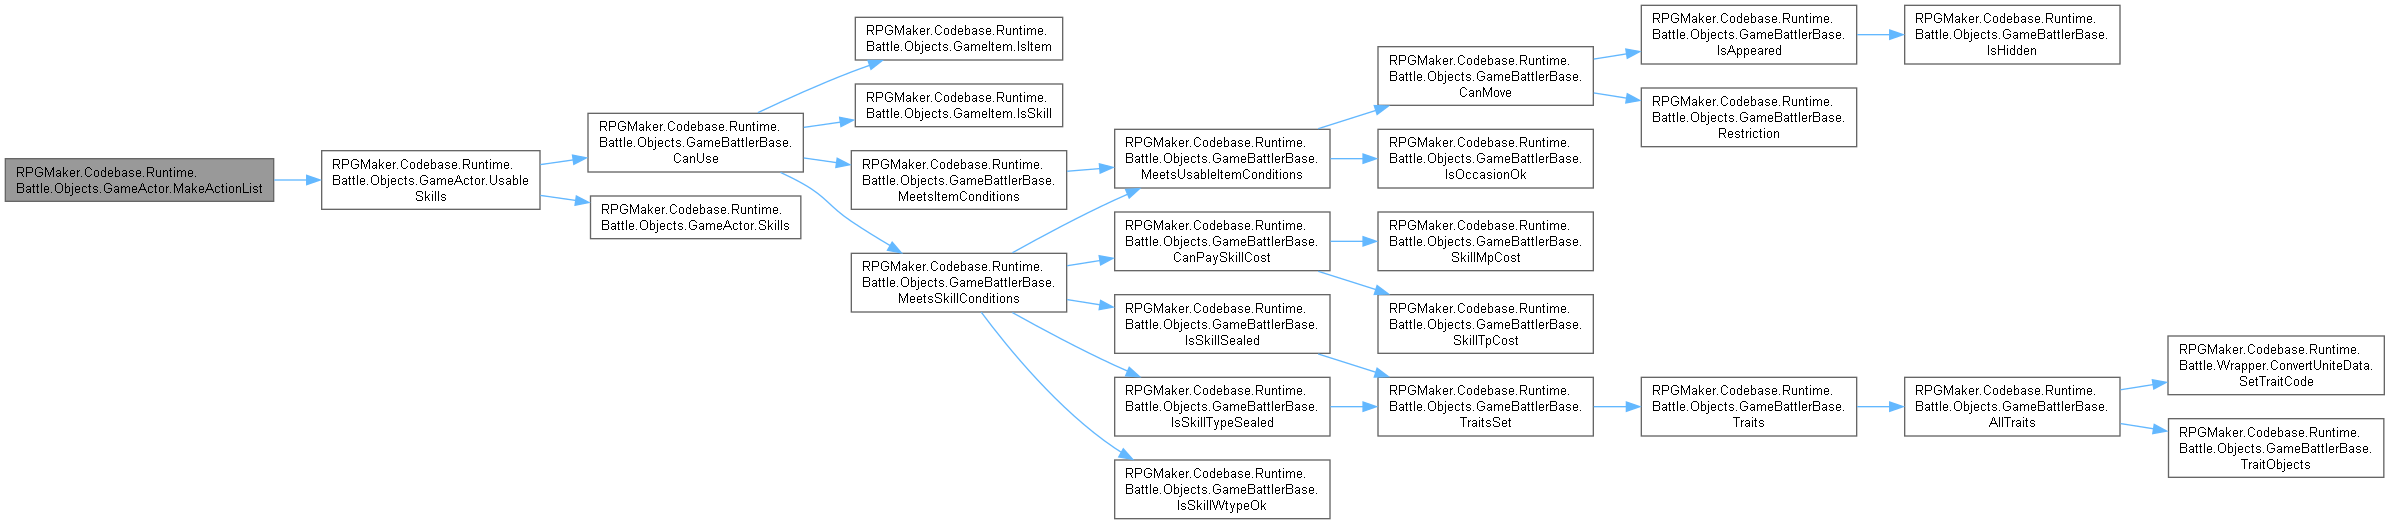 RPGMaker.Codebase.Runtime.
Battle.Objects.GameActor.MakeActionList
RPGMaker.Codebase.Runtime.
Battle.Objects.GameActor.Usable
Skills
RPGMaker.Codebase.Runtime.
Battle.Objects.GameBattlerBase.
CanUse
RPGMaker.Codebase.Runtime.
Battle.Objects.GameActor.Skills
RPGMaker.Codebase.Runtime.
Battle.Objects.GameItem.IsItem
RPGMaker.Codebase.Runtime.
Battle.Objects.GameItem.IsSkill
RPGMaker.Codebase.Runtime.
Battle.Objects.GameBattlerBase.
MeetsItemConditions
RPGMaker.Codebase.Runtime.
Battle.Objects.GameBattlerBase.
MeetsSkillConditions
RPGMaker.Codebase.Runtime.
Battle.Objects.GameBattlerBase.
MeetsUsableItemConditions
RPGMaker.Codebase.Runtime.
Battle.Objects.GameBattlerBase.
CanPaySkillCost
RPGMaker.Codebase.Runtime.
Battle.Objects.GameBattlerBase.
IsSkillSealed
RPGMaker.Codebase.Runtime.
Battle.Objects.GameBattlerBase.
IsSkillTypeSealed
RPGMaker.Codebase.Runtime.
Battle.Objects.GameBattlerBase.
IsSkillWtypeOk
RPGMaker.Codebase.Runtime.
Battle.Objects.GameBattlerBase.
CanMove
RPGMaker.Codebase.Runtime.
Battle.Objects.GameBattlerBase.
IsOccasionOk
RPGMaker.Codebase.Runtime.
Battle.Objects.GameBattlerBase.
SkillMpCost
RPGMaker.Codebase.Runtime.
Battle.Objects.GameBattlerBase.
SkillTpCost
RPGMaker.Codebase.Runtime.
Battle.Objects.GameBattlerBase.
TraitsSet
RPGMaker.Codebase.Runtime.
Battle.Objects.GameBattlerBase.
IsAppeared
RPGMaker.Codebase.Runtime.
Battle.Objects.GameBattlerBase.
Restriction
RPGMaker.Codebase.Runtime.
Battle.Objects.GameBattlerBase.
Traits
RPGMaker.Codebase.Runtime.
Battle.Objects.GameBattlerBase.
IsHidden
RPGMaker.Codebase.Runtime.
Battle.Objects.GameBattlerBase.
AllTraits
RPGMaker.Codebase.Runtime.
Battle.Wrapper.ConvertUniteData.
SetTraitCode
RPGMaker.Codebase.Runtime.
Battle.Objects.GameBattlerBase.
TraitObjects